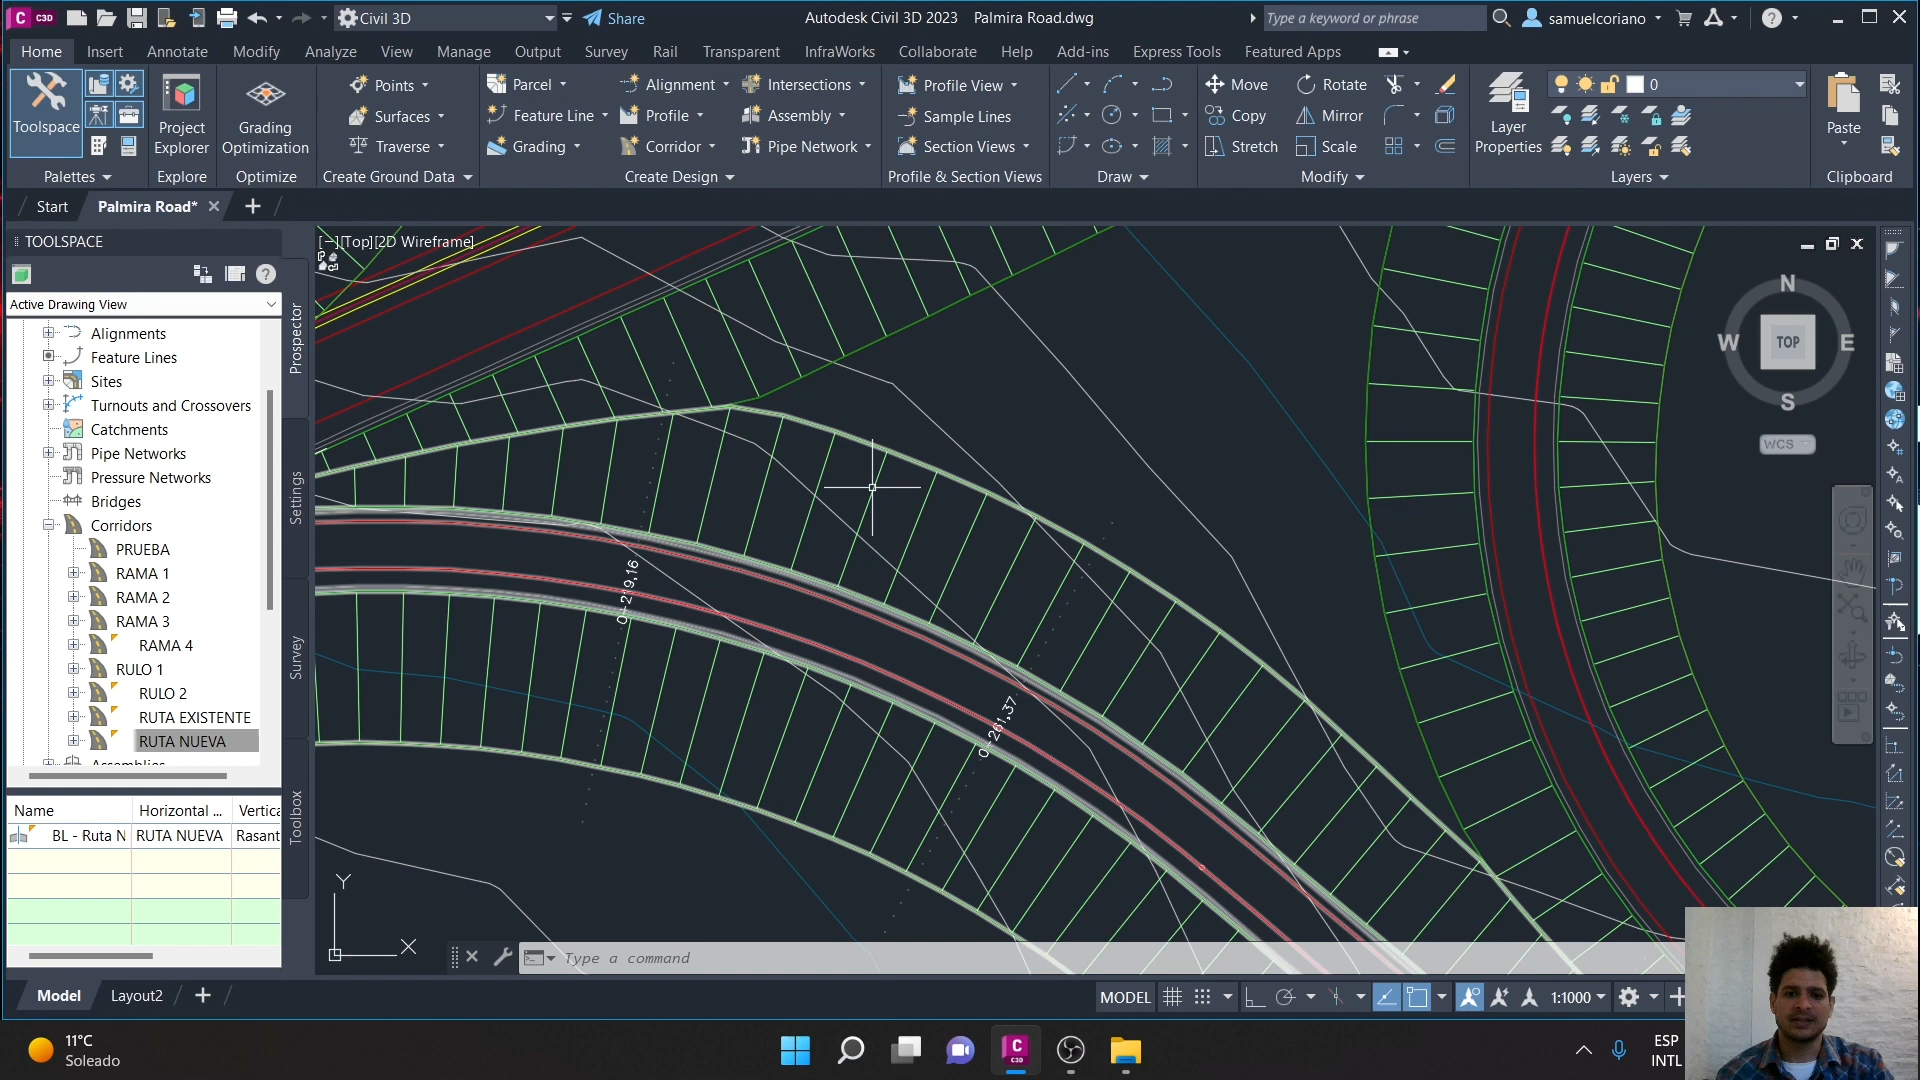 C3D
Civil 3D
Share
Autodesk Civil 3D 2023 Palmira Road.dwg
Type a keyword or phrase
samuelcoriano
Home Insert Annotate Modify Analyze View Manage Output Survey Rail Transparent InfraWorks Collaborate Help Add-ins Express Tools Featured Apps
Toolspace
Project Explorer
Grading Optimization
Points
Surfaces
Traverse
Parcel
Feature Line
Grading
Alignment
Profile
Corridor
Intersections
Assembly
Pipe Network
Profile View
Sample Lines
Section Views
Move
Copy
Stretch
Rotate
Mirror
Scale
Layer Properties
0
Paste
Palettes
Explore
Optimize
Create Ground Data
Create Design
Profile & Section Views
Draw
Modify
Layers
Clipboard
Start
Palmira Road*
TOOLSPACE
Active Drawing View
Alignments
Feature Lines
Sites
Turnouts and Crossovers
Catchments
Pipe Networks
Pressure Networks
Bridges
Corridors
PRUEBA
RAMA 1
RAMA 2
RAMA 3
RAMA 4
RULO 1
RULO 2
RUTA EXISTENTE
RUTA NUEVA
Assemblies
Prospector
Settings
Survey
Toolbox
Name Horizontal ... Vertica
BL - Ruta N RUTA NUEVA Rasant
[−][Top][2D Wireframe]
N
W TOP E
S
WCS
0-219,16
0-261,37
Y
X
Type a command
Model Layout2
MODEL
1:1000
11°C
Soleado
C3D
ESP
INTL